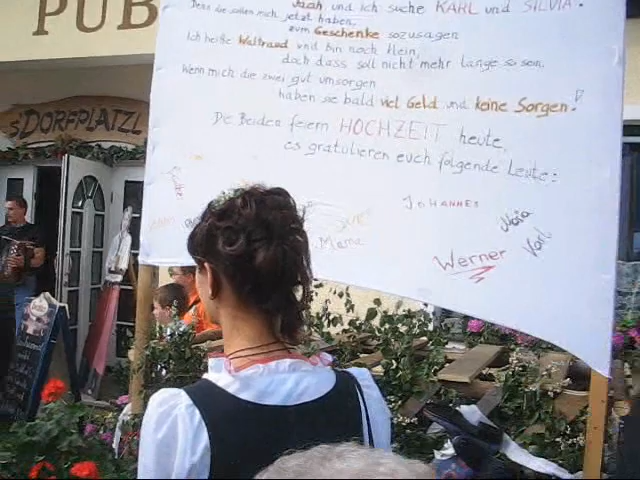 PUB
'SDORFPLATZL
und ich suche KARL und SILVIA.
Denn die sollen mich jetzt haben,
zum Geschenke sozusagen
Ich heiße Waltraud und bin noch klein,
doch dass soll nicht mehr lange so sein.
Wenn mich die zwei gut umsorgen
haben sie bald viel Geld und keine Sorgen!
Die Beiden feiern HOCHZEIT heute,
es gratulieren euch folgende Leute:
JOHANNES
Maria
Karl
Werner
Mama